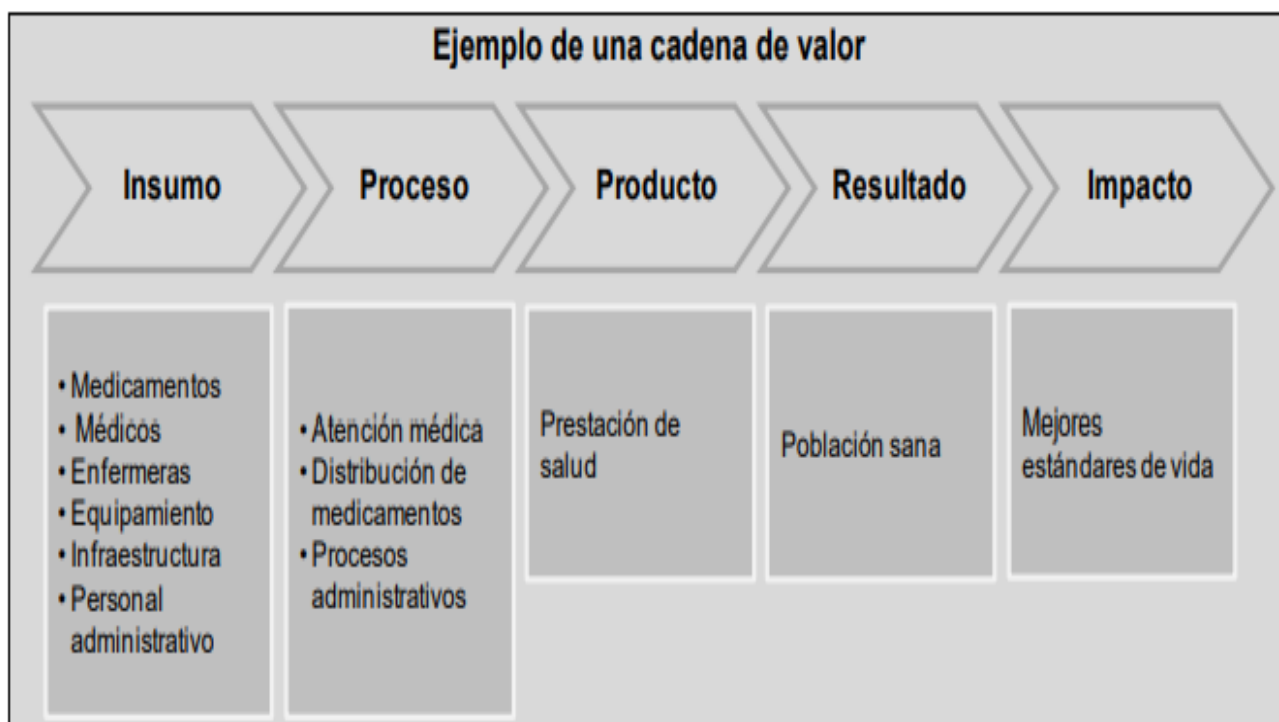 Ejemplo de una cadena de valor
Insumo
Proceso
Producto
Resultado
Impacto
• Medicamentos
• Médicos
• Enfermeras
• Equipamiento
• Infraestructura
• Personal
administrativo
• Atención médica
• Distribución de
medicamentos
• Procesos
administrativos
Prestación de
salud
Población sana
Mejores
estándares de vida